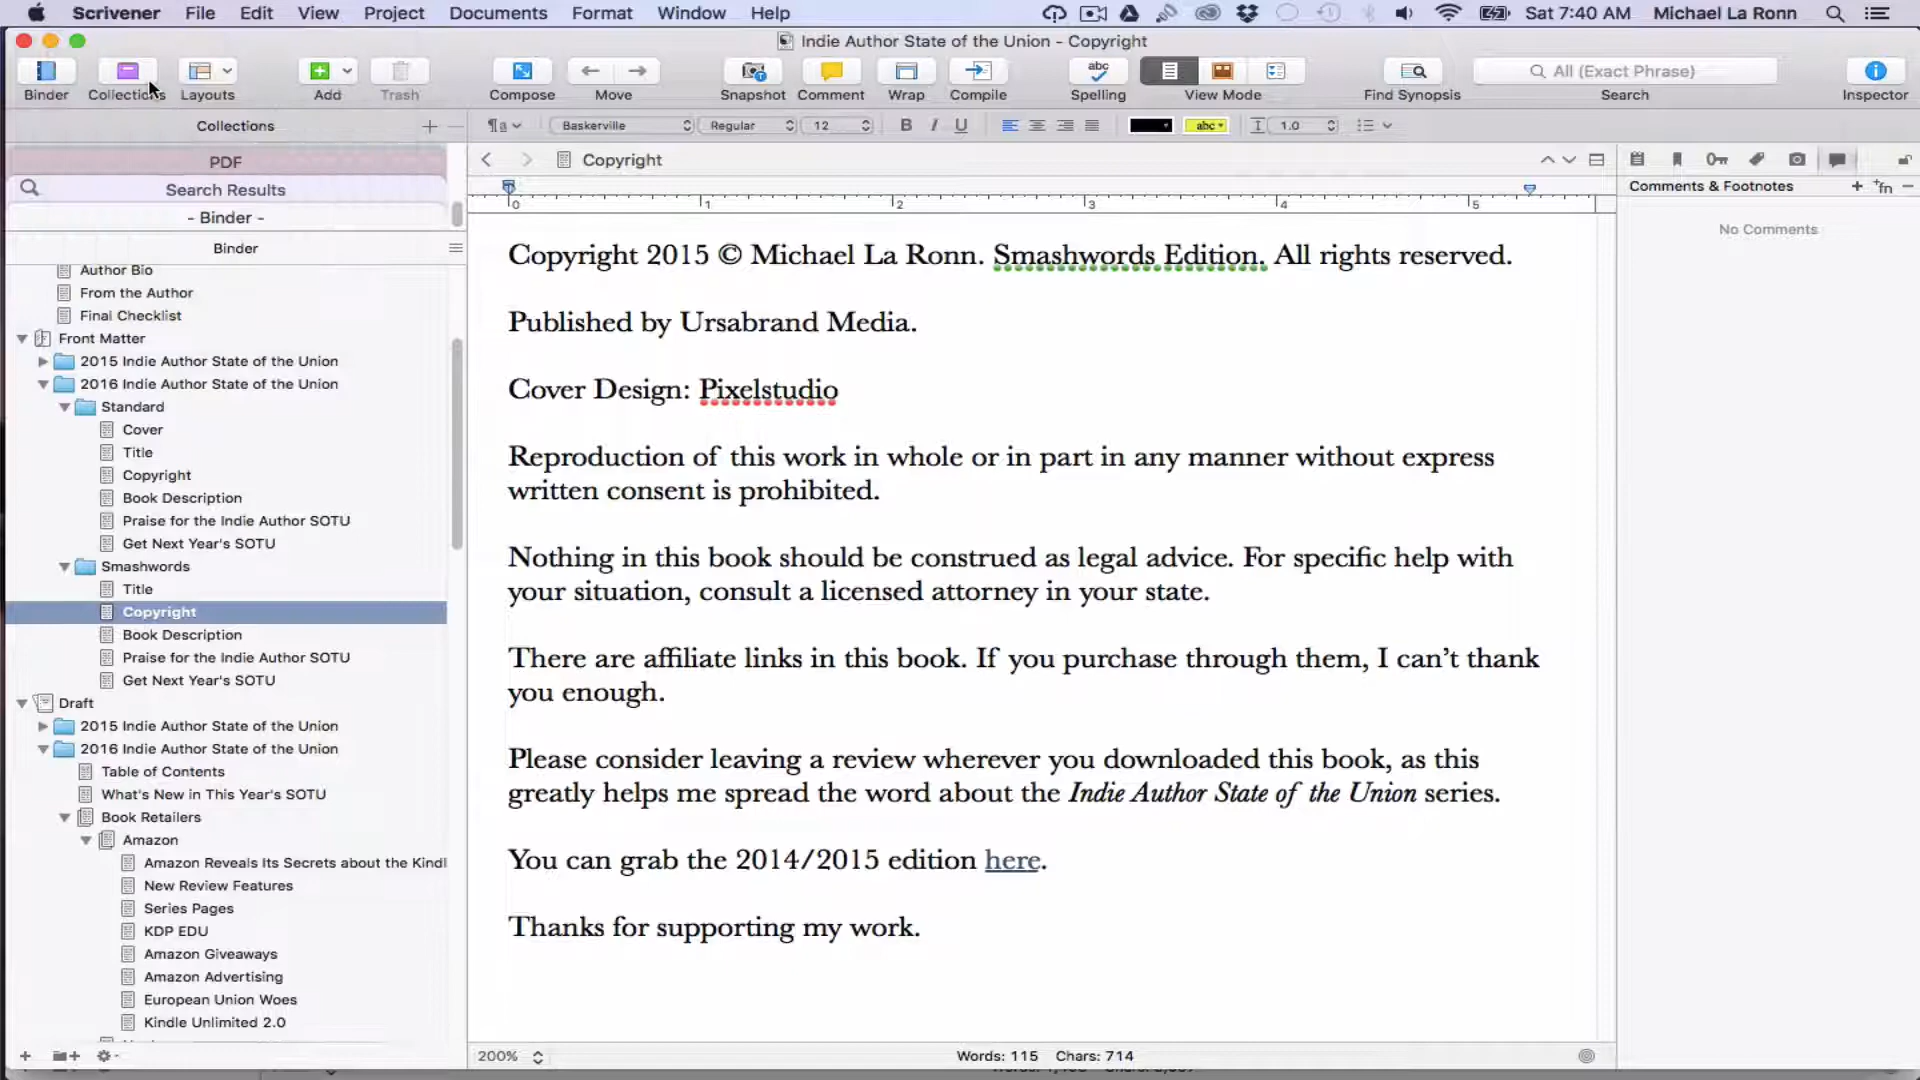 Scrivener File Edit View Project Documents Format Window Help Sat 7:40 AM Michael La Ronn
Indie Author State of the Union - Copyright
Binder Collections Layouts Add Trash Compose Move Snapshot Comment Wrap Compile abc Spelling View Mode Find Synopsis All (Exact Phrase) Search Inspector
Collections
¶a Baskerville Regular 12 B I U abc 1.0
PDF
Search Results
- Binder -
Binder
Author Bio
From the Author
Final Checklist
Front Matter
2015 Indie Author State of the Union
2016 Indie Author State of the Union
Standard
Cover
Title
Copyright
Book Description
Praise for the Indie Author SOTU
Get Next Year's SOTU
Smashwords
Title
Copyright
Book Description
Praise for the Indie Author SOTU
Get Next Year's SOTU
Draft
2015 Indie Author State of the Union
2016 Indie Author State of the Union
Table of Contents
What's New in This Year's SOTU
Book Retailers
Amazon
Amazon Reveals Its Secrets about the Kindl
New Review Features
Series Pages
KDP EDU
Amazon Giveaways
Amazon Advertising
European Union Woes
Kindle Unlimited 2.0
Copyright
0 1 2 3 4 5
Copyright 2015 © Michael La Ronn. Smashwords Edition. All rights reserved.
Published by Ursabrand Media.
Cover Design: Pixelstudio
Reproduction of this work in whole or in part in any manner without express
written consent is prohibited.
Nothing in this book should be construed as legal advice. For specific help with
your situation, consult a licensed attorney in your state.
There are affiliate links in this book. If you purchase through them, I can’t thank
you enough.
Please consider leaving a review wherever you downloaded this book, as this
greatly helps me spread the word about the Indie Author State of the Union series.
You can grab the 2014/2015 edition here.
Thanks for supporting my work.
200% Words: 115 Chars: 714
Comments & Footnotes + fn −
No Comments